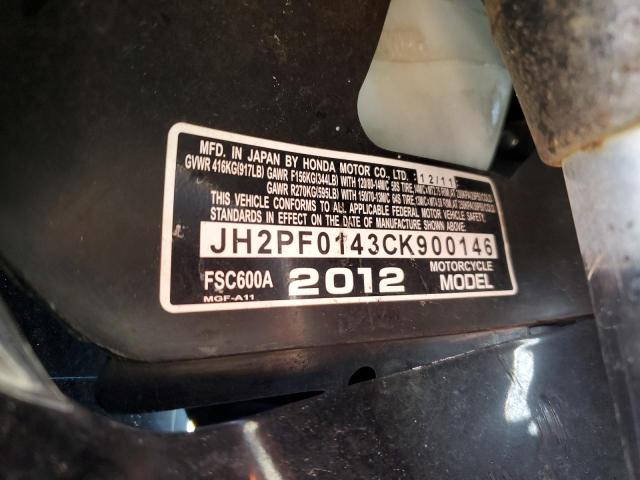 MFD. IN JAPAN BY HONDA MOTOR CO., LTD. 12/11
GVWR 416KG(917LB) GAWR F156KG(344LB) WITH 120/80-14M/C
GAWR R270KG(595LB) WITH 150/70-13M/C
THIS VEHICLE CONFORMS TO ALL APPLICABLE FEDERAL MOTOR VEHICLE SAFETY
STANDARDS IN EFFECT ON THE DATE OF MANUFACTURE SHOWN ABOVE.
JH2PF0143CK900146
FSC600A 2012 MOTORCYCLE MODEL
MGF-A11